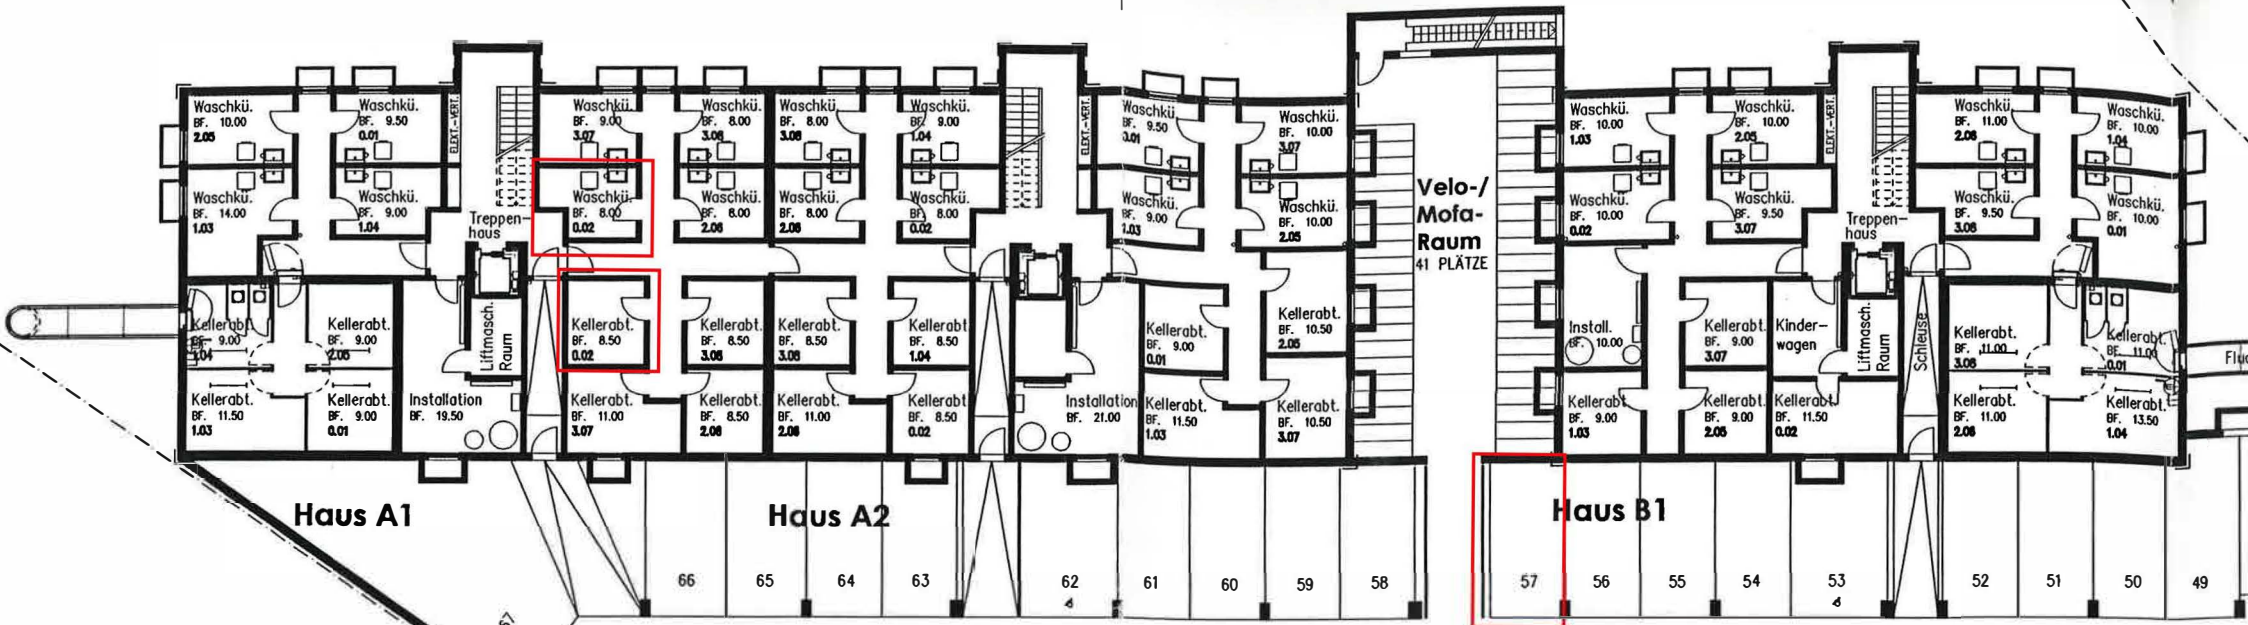 Waschkü.
BF. 10.00
2.05
Waschkü.
BF. 9.50
0.01
ELEKT.-VERT.
Waschkü.
BF. 9.00
3.07
Waschkü.
BF. 8.00
3.06
Waschkü.
BF. 8.00
3.06
Waschkü.
BF. 9.00
1.04
ELEKT.-VERT.
Waschkü.
BF. 9.50
0.01
Waschkü.
BF. 10.00
3.07
Waschkü.
BF. 10.00
1.03
Waschkü.
BF. 10.00
2.05
ELEKT.-VERT.
Waschkü.
BF. 11.00
2.06
Waschkü.
BF. 10.00
1.04
Waschkü.
BF. 14.00
1.03
Waschkü.
BF. 9.00
1.04
Treppen-
haus
Waschkü.
BF. 8.00
0.02
Waschkü.
BF. 8.00
2.06
Waschkü.
BF. 8.00
2.06
Waschkü.
BF. 8.00
0.02
Waschkü.
BF. 9.00
1.03
Waschkü.
BF. 10.00
2.05
Velo-/
Mofa-
Raum
41 PLÄTZE
Waschkü.
BF. 10.00
0.02
Waschkü.
BF. 9.50
3.07
Treppen-
haus
Waschkü.
BF. 9.50
3.06
Waschkü.
BF. 10.00
0.01
Kellerabt.
BF. 9.00
1.04
Kellerabt.
BF. 9.00
2.05
Liftmasch.
Raum
Kellerabt.
BF. 8.50
0.02
Kellerabt.
BF. 8.50
3.06
Kellerabt.
BF. 8.50
3.06
Kellerabt.
BF. 8.50
1.04
Kellerabt.
BF. 9.00
0.01
Kellerabt.
BF. 10.50
2.05
Install.
BF. 10.00
Kellerabt.
BF. 9.00
3.07
Kinder-
wagen
Liftmasch.
Raum
Schleuse
Kellerabt.
BF. 11.00
3.06
Kellerabt.
BF. 11.00
0.01
Kellerabt.
BF. 11.50
1.03
Kellerabt.
BF. 9.00
0.01
Installation
BF. 19.50
Kellerabt.
BF. 11.00
3.07
Kellerabt.
BF. 8.50
2.06
Kellerabt.
BF. 11.00
2.06
Kellerabt.
BF. 8.50
0.02
Installation
BF. 21.00
Kellerabt.
BF. 11.50
1.03
Kellerabt.
BF. 10.50
3.07
Kellerabt.
BF. 9.00
1.03
Kellerabt.
BF. 9.00
2.05
Kellerabt.
BF. 11.50
0.02
Kellerabt.
BF. 11.00
2.06
Kellerabt.
BF. 13.50
1.04
Haus A1
Haus A2
Haus B1
66
65
64
63
62
61
60
59
58
57
56
55
54
53
52
51
50
49